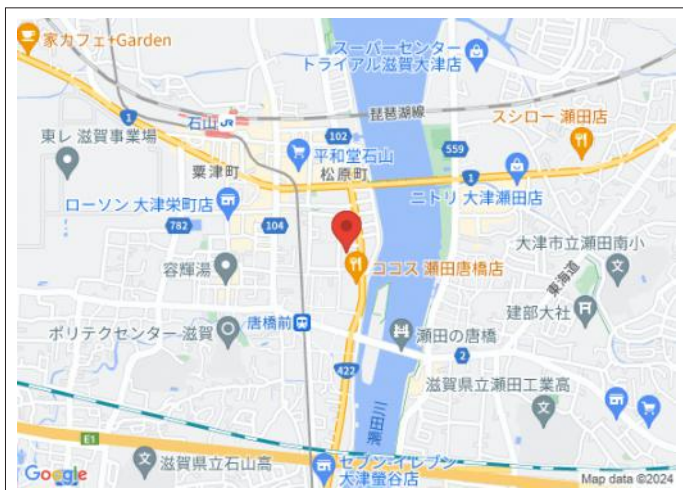 家カフェ+Garden
スーパーセンター
トライアル滋賀大津店
1
石山 JR
琵琶湖線
スシロー 瀬田店
東レ 滋賀事業場
102
559
平和堂石山
粟津町
松原町
1
ニトリ 大津瀬田店
ローソン 大津栄町店
782
104
大津市立瀬田南小
容輝湯
ココス 瀬田唐橋店
東海道
建部大社
唐橋前
ポリテクセンター 滋賀
瀬田の唐橋
2
422
滋賀県立瀬田工業高
瀬田川
E1
滋賀県立石山高
セブン-イレブン
大津螢谷店
Google
Map data ©2024